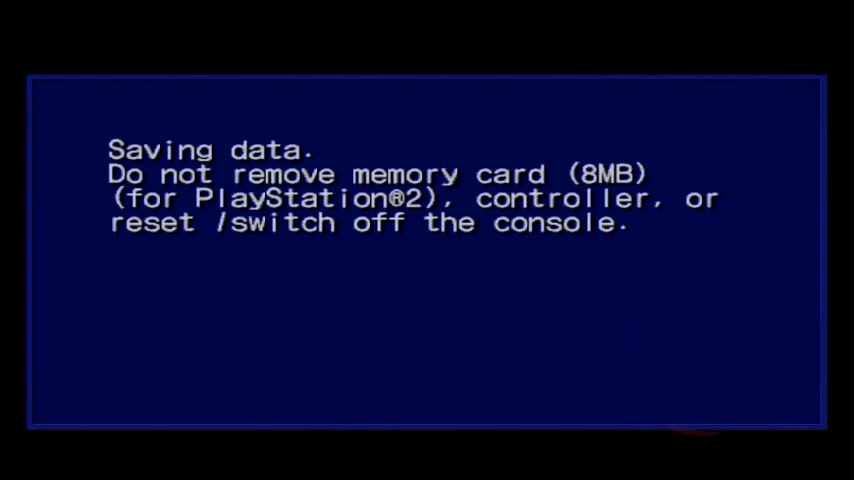 Saving data.
Do not remove memory card (8MB)
(for PlayStation®2), controller, or
reset /switch off the console.